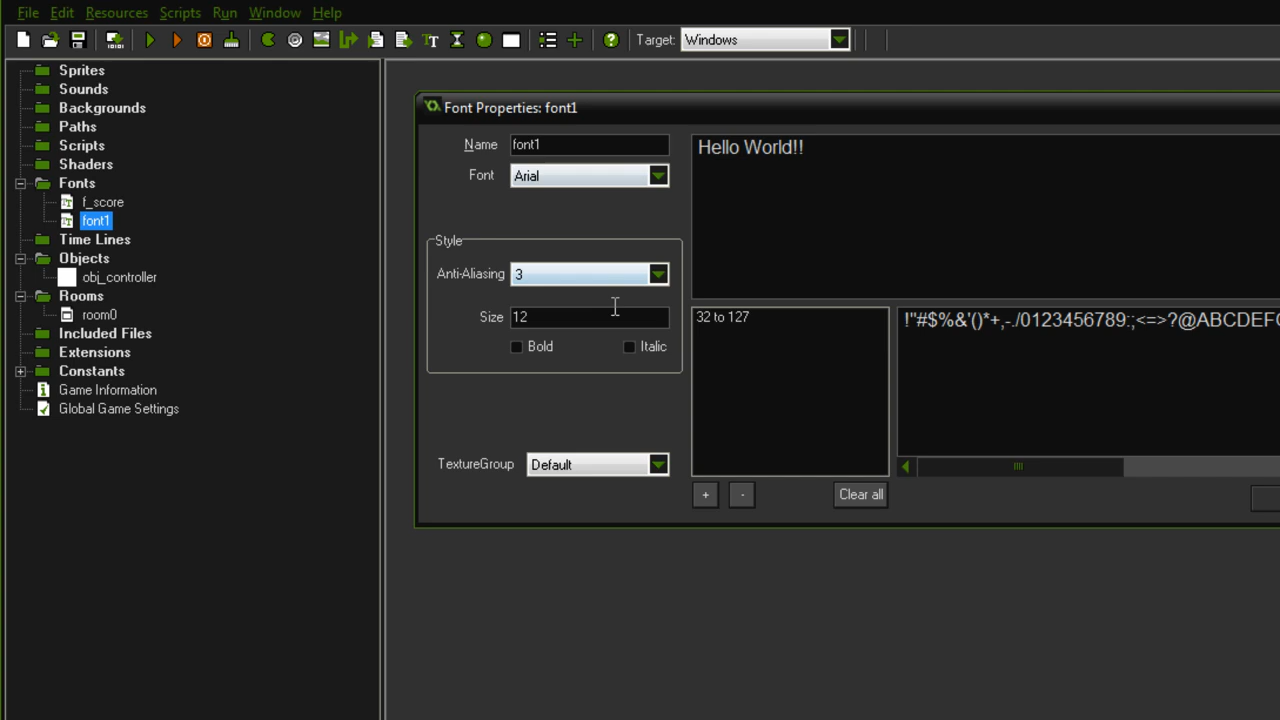 File Edit Resources Scripts Run Window Help
Target: Windows
Sprites
Sounds
Backgrounds
Paths
Scripts
Shaders
Fonts
f_score
font1
Time Lines
Objects
obj_controller
Rooms
room0
Included Files
Extensions
Constants
Game Information
Global Game Settings
Font Properties: font1
Name font1
Font Arial
Style
Anti-Aliasing 3
Size 12
Bold Italic
TextureGroup Default
Hello World!!
32 to 127
+ - Clear all
!"#$%&'()*+,-./0123456789:;<=>?@ABCDEF